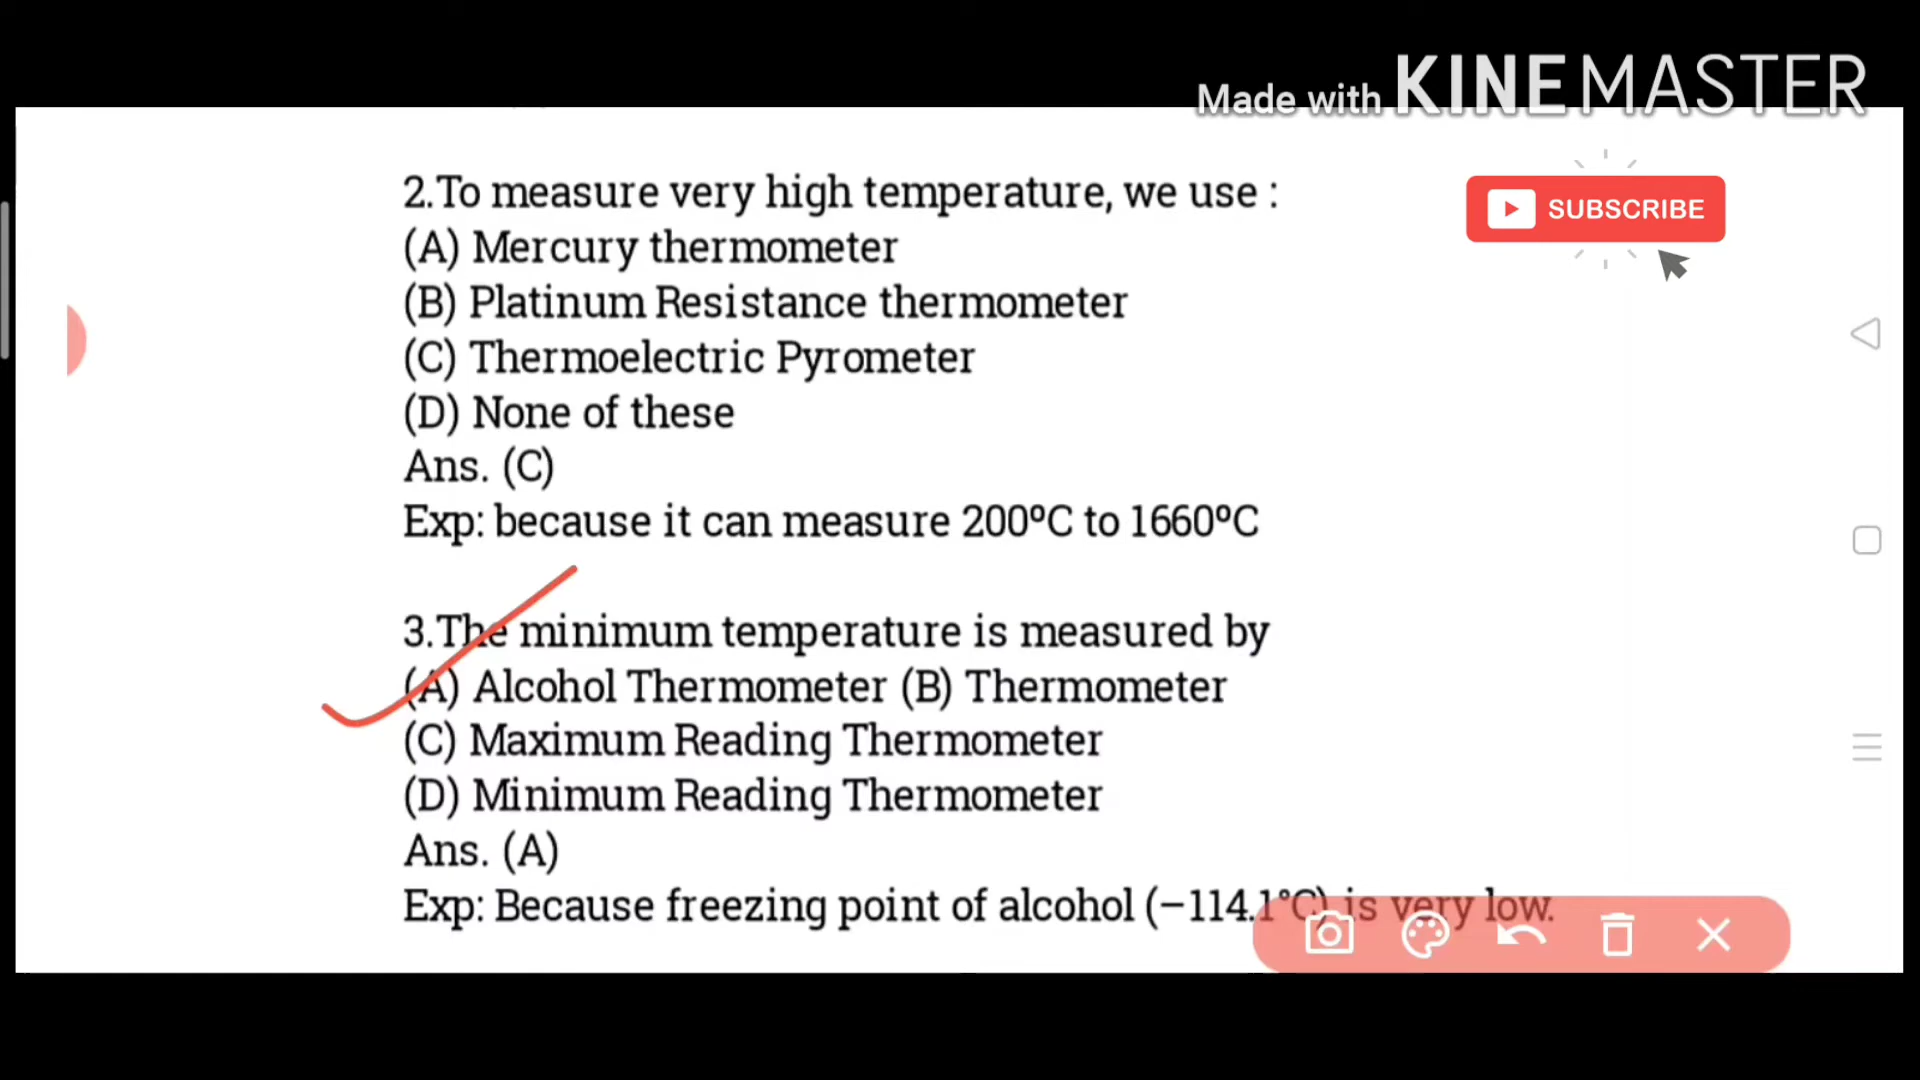 Made with KINEMASTER
SUBSCRIBE
2.To measure very high temperature, we use :
(A) Mercury thermometer
(B) Platinum Resistance thermometer
(C) Thermoelectric Pyrometer
(D) None of these
Ans. (C)
Exp: because it can measure 200ºC to 1660ºC
3.The minimum temperature is measured by
(A) Alcohol Thermometer (B) Thermometer
(C) Maximum Reading Thermometer
(D) Minimum Reading Thermometer
Ans. (A)
Exp: Because freezing point of alcohol (−114.1°C) is very low.